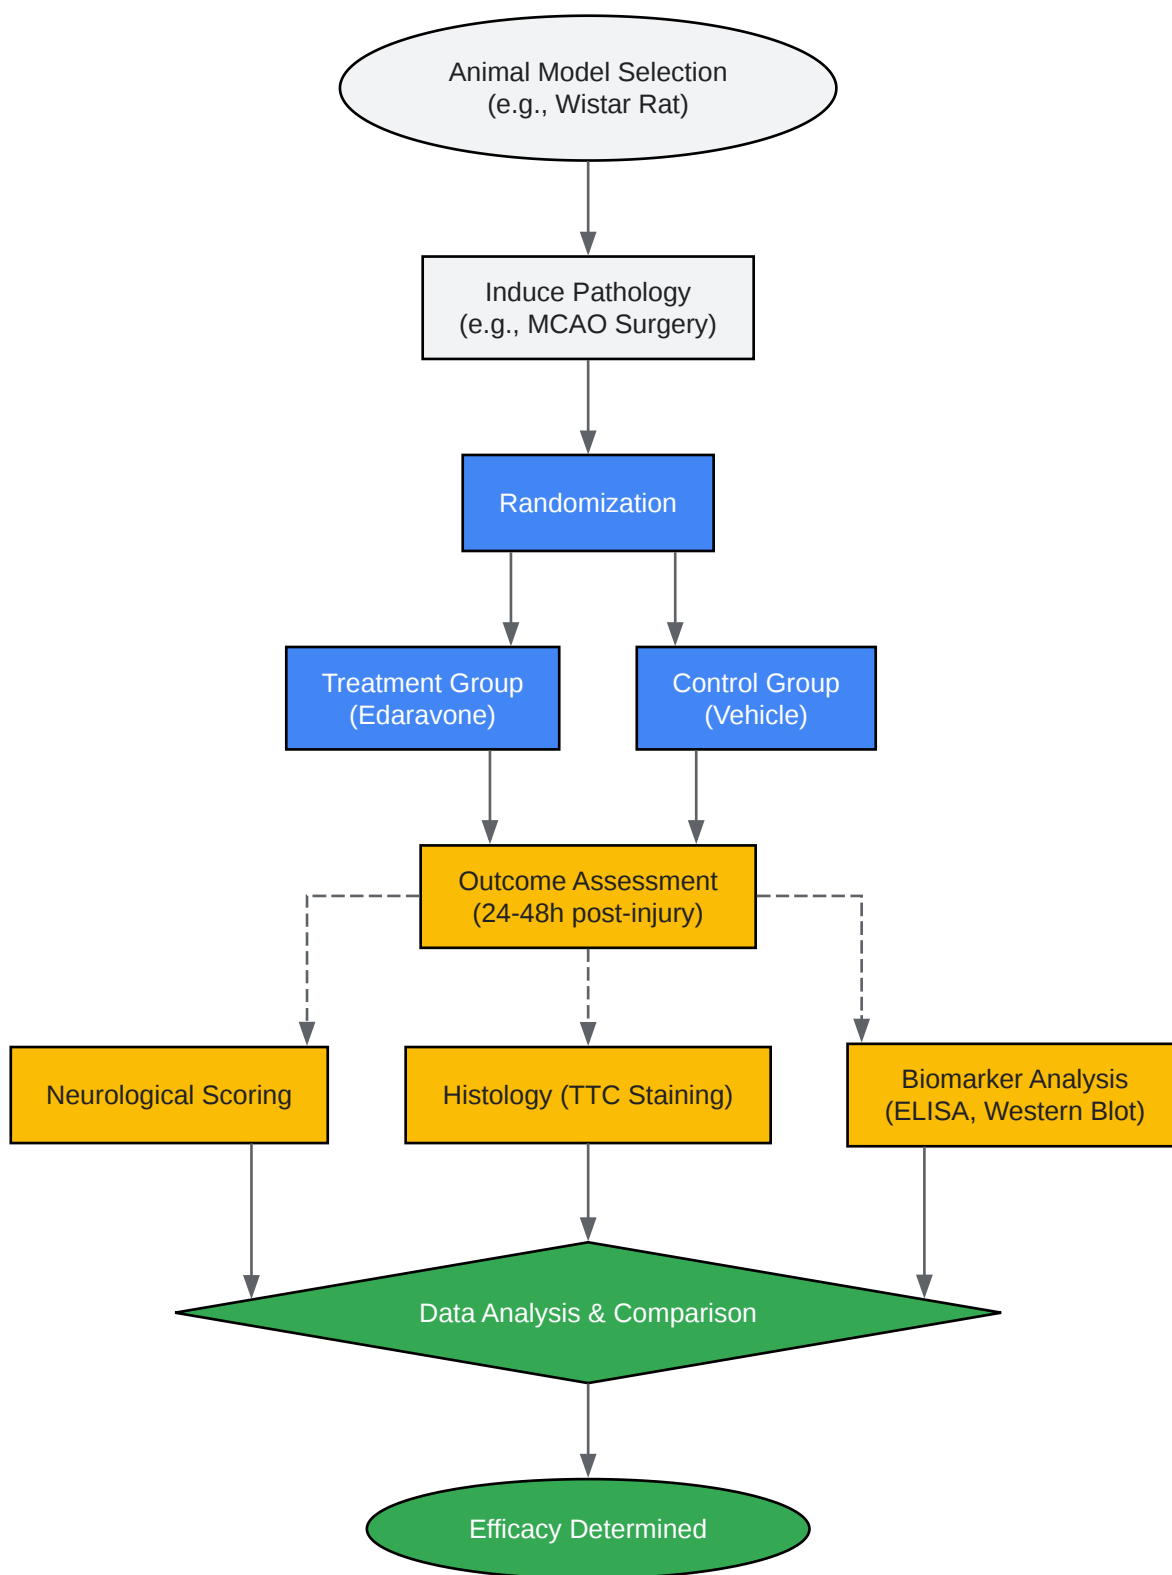 Animal Model Selection
(e.g., Wistar Rat)
Induce Pathology
(e.g., MCAO Surgery)
Randomization
Treatment Group
(Edaravone)
Control Group
(Vehicle)
Outcome Assessment
(24-48h post-injury)
Neurological Scoring
Histology (TTC Staining)
Biomarker Analysis
(ELISA, Western Blot)
Data Analysis & Comparison
Efficacy Determined